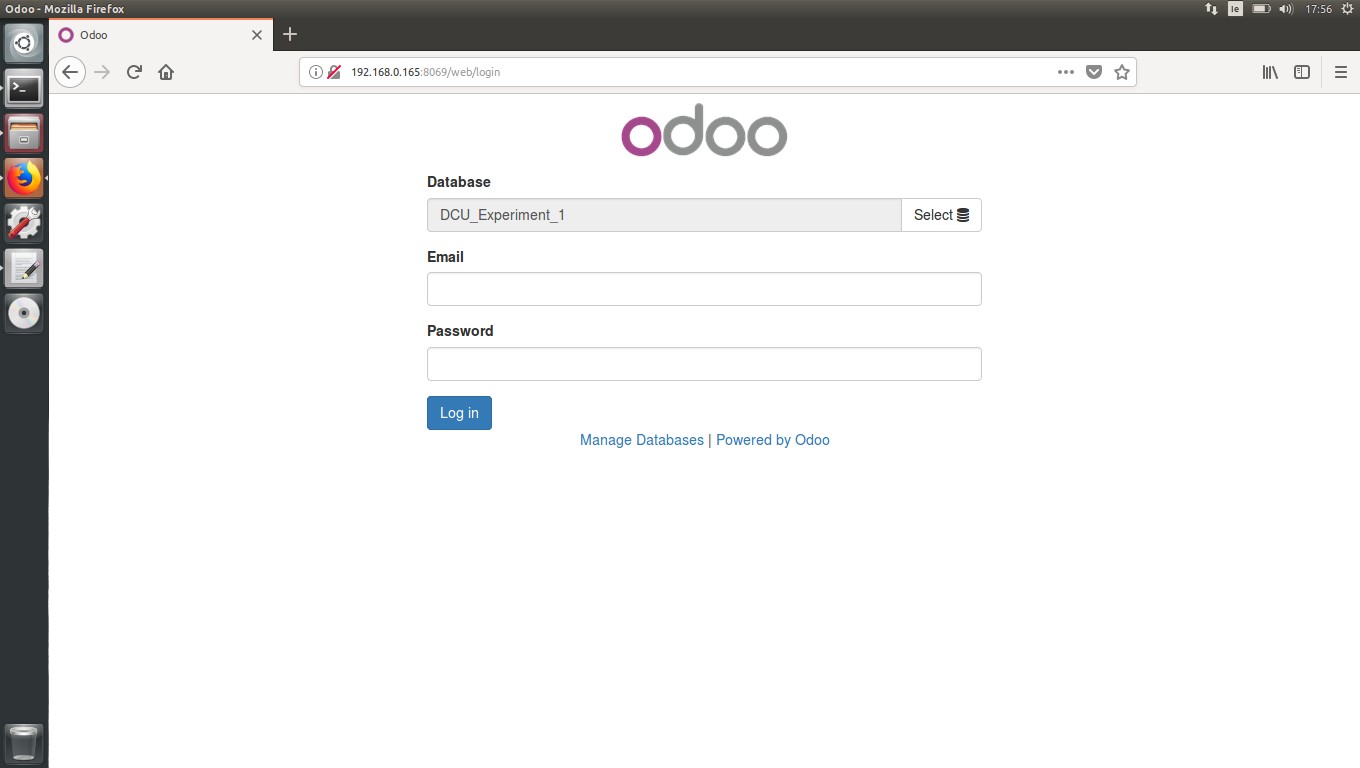 Odoo - Mozilla Firefox
Ie
17:56
Odoo
192.168.0.165:8069/web/login
odoo
Database
DCU_Experiment_1
Select
Email
Password
Log in
Manage Databases | Powered by Odoo